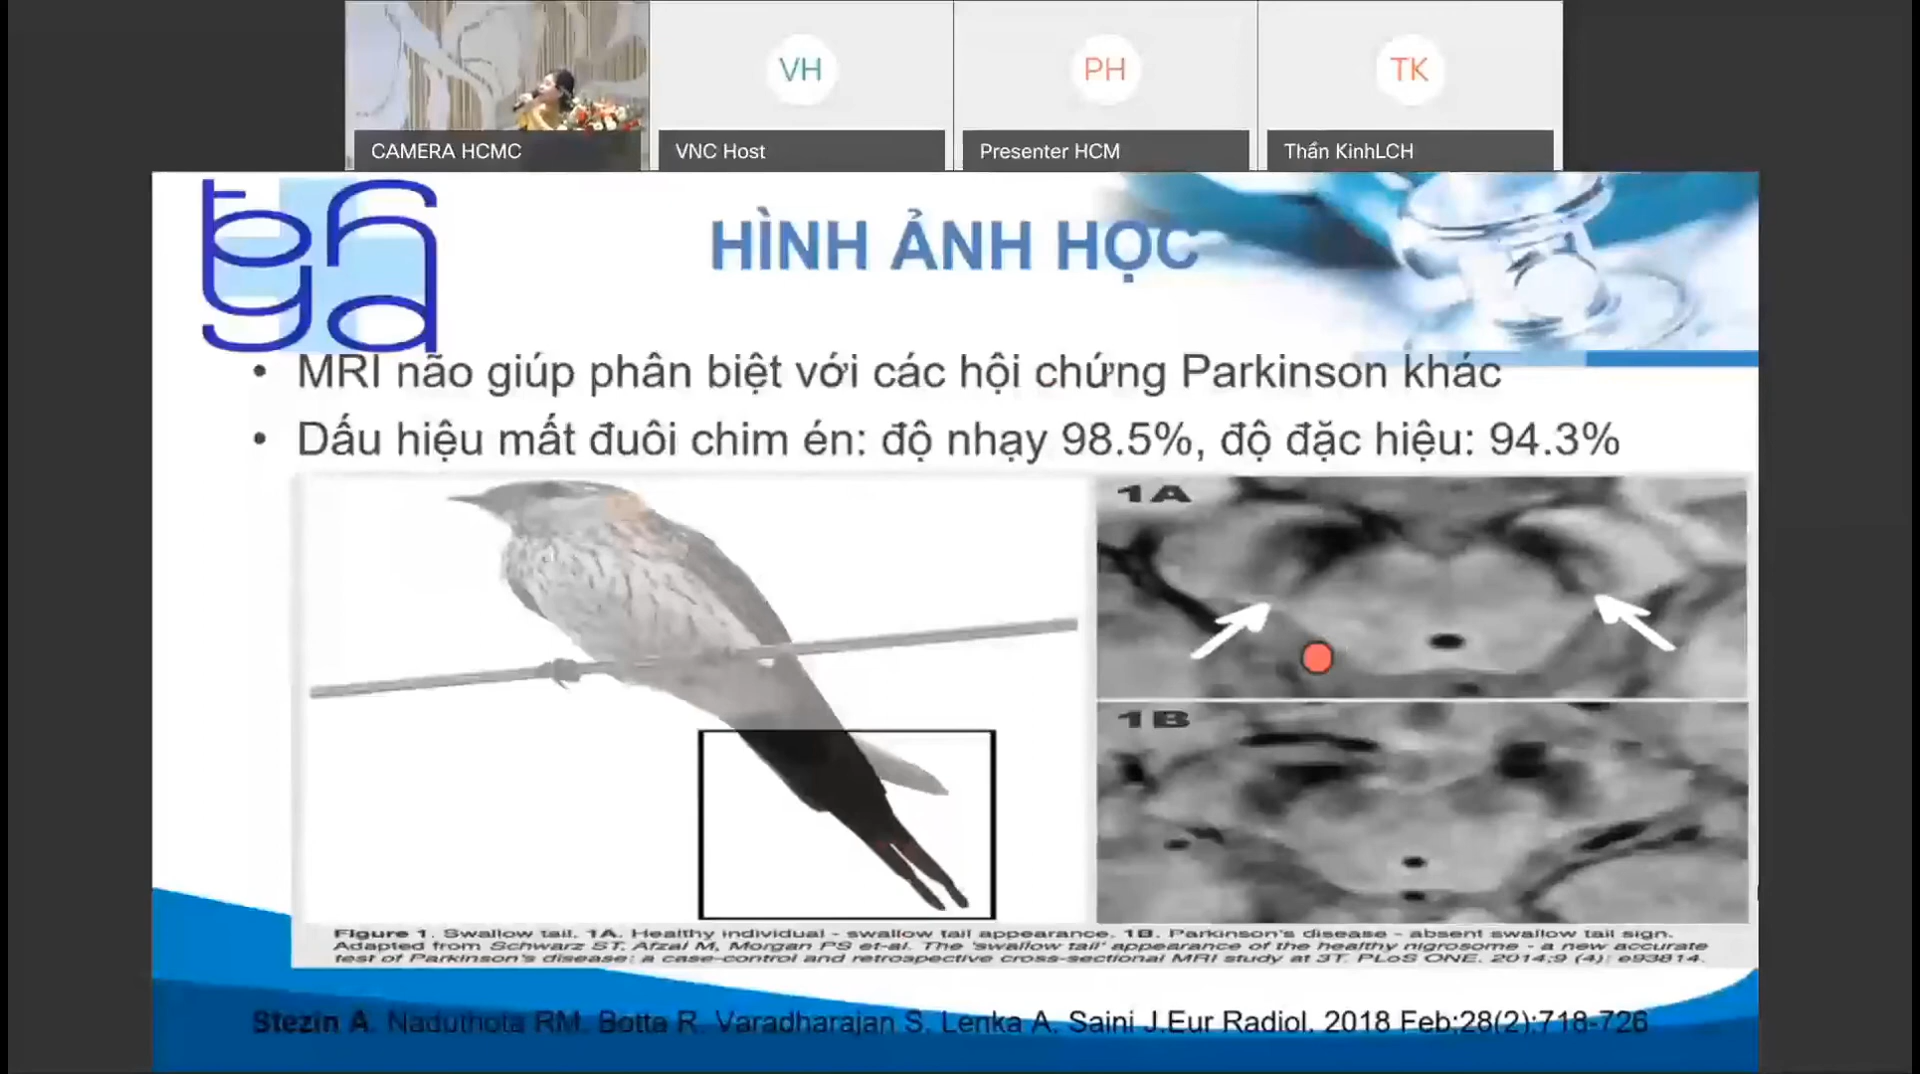 VH
PH
TK
CAMERA HCMC
VNC Host
Presenter HCM
Thần KinhLCH
HÌNH ẢNH HỌC
• MRI não giúp phân biệt với các hội chứng Parkinson khác
• Dấu hiệu mất đuôi chim én: độ nhạy 98.5%, độ đặc hiệu: 94.3%
1A
1B
Figure 1. Swallow tail. 1A. Healthy individual - swallow tail appearance. 1B. Parkinson's disease - absent swallow tail sign.
Adapted from Schwarz ST, Afzal M, Morgan PS et-al. The 'swallow tail' appearance of the healthy nigrosome - a new accurate
test of Parkinson's disease: a case-control and retrospective cross-sectional MRI study at 3T. PLoS ONE. 2014;9 (4): e93814.
Stezin A, Naduthota RM, Botta R, Varadharajan S, Lenka A, Saini J.Eur Radiol. 2018 Feb;28(2):718-726